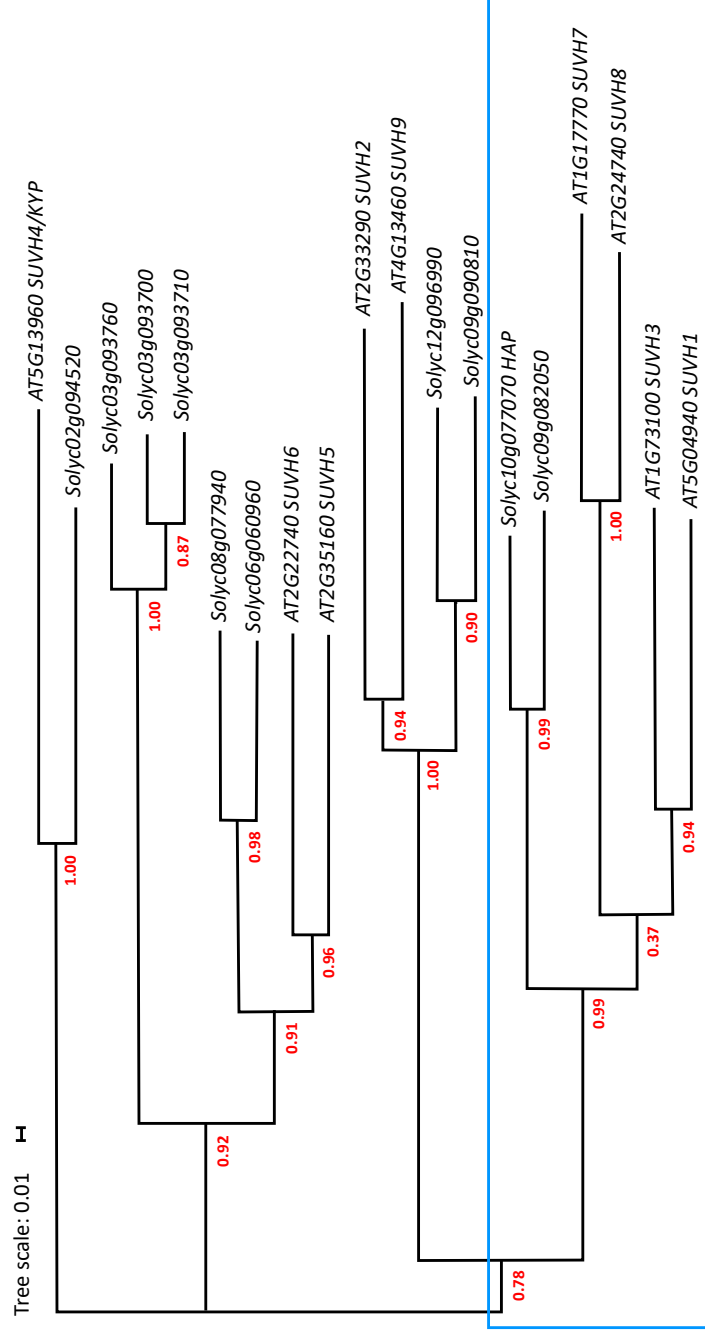 Tree scale: 0.01
AT5G13960 SUVH4/KYP
1.00
Solyc02g094520
Solyc03g093760
1.00
Solyc03g093700
0.87
Solyc03g093710
0.92
Solyc08g077940
0.98
Solyc06g060960
0.91
AT2G22740 SUVH6
0.96
AT2G35160 SUVH5
AT2G33290 SUVH2
0.94
AT4G13460 SUVH9
1.00
Solyc12g096990
0.90
Solyc09g090810
0.78
Solyc10g077070 HAP
0.99
Solyc09g082050
0.99
AT1G17770 SUVH7
1.00
AT2G24740 SUVH8
0.37
AT1G73100 SUVH3
0.94
AT5G04940 SUVH1